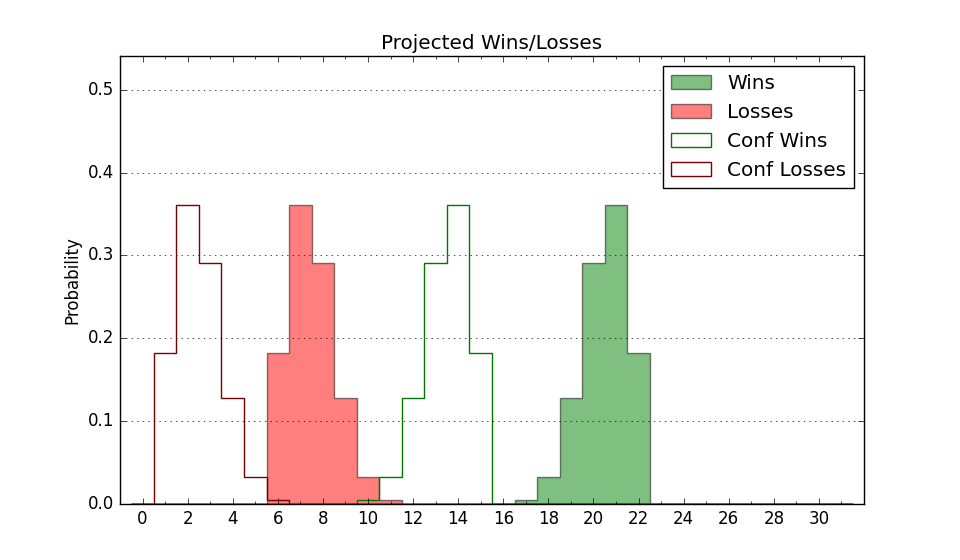 Projected Wins/Losses
Probability
0.5
0.4
0.3
0.2
0.1
0.0
0 2 4 6 8 10 12 14 16 18 20 22 24 26 28 30
Wins
Losses
Conf Wins
Conf Losses